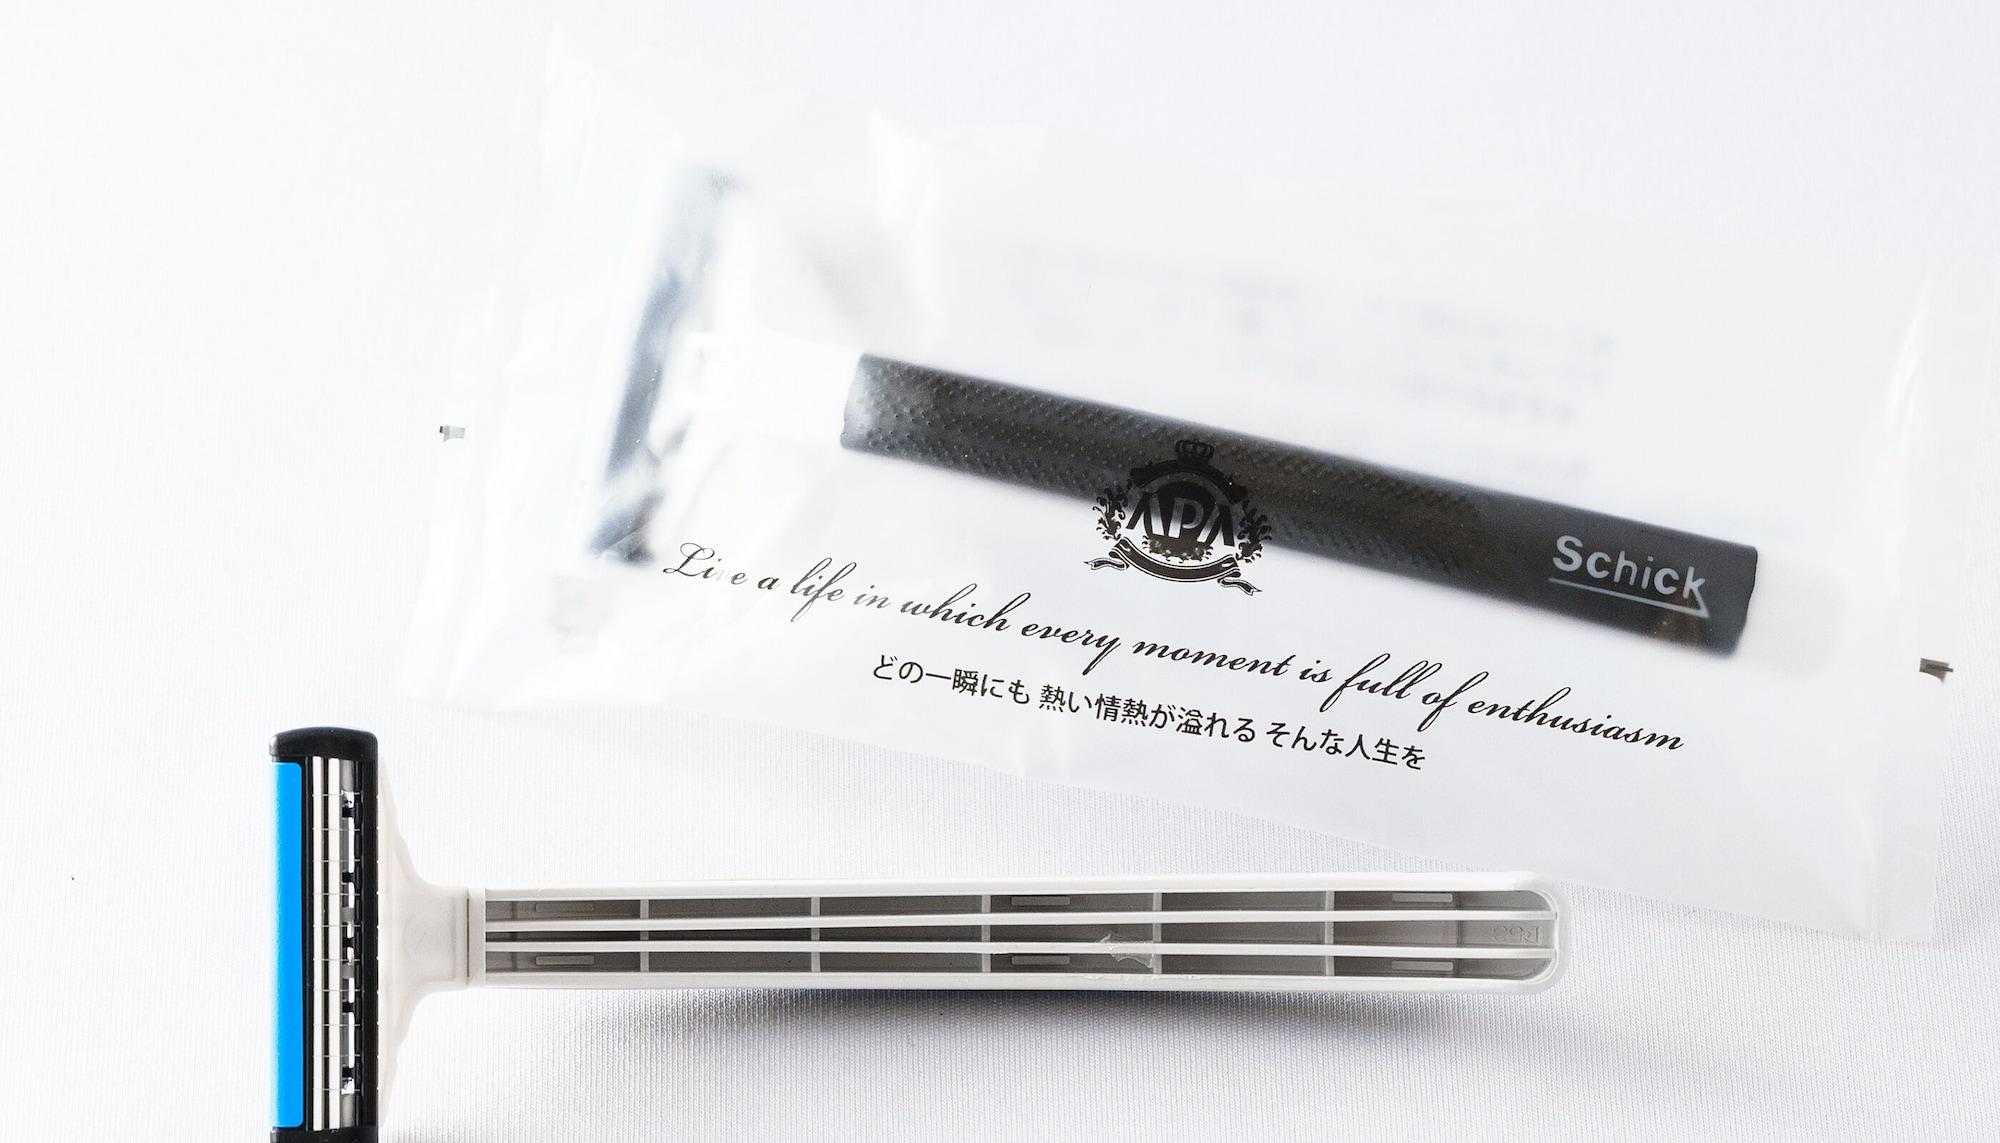 APA
Schick
Live a life in which every moment is full of enthusiasm
どの一瞬にも 熱い情熱が溢れる そんな人生を